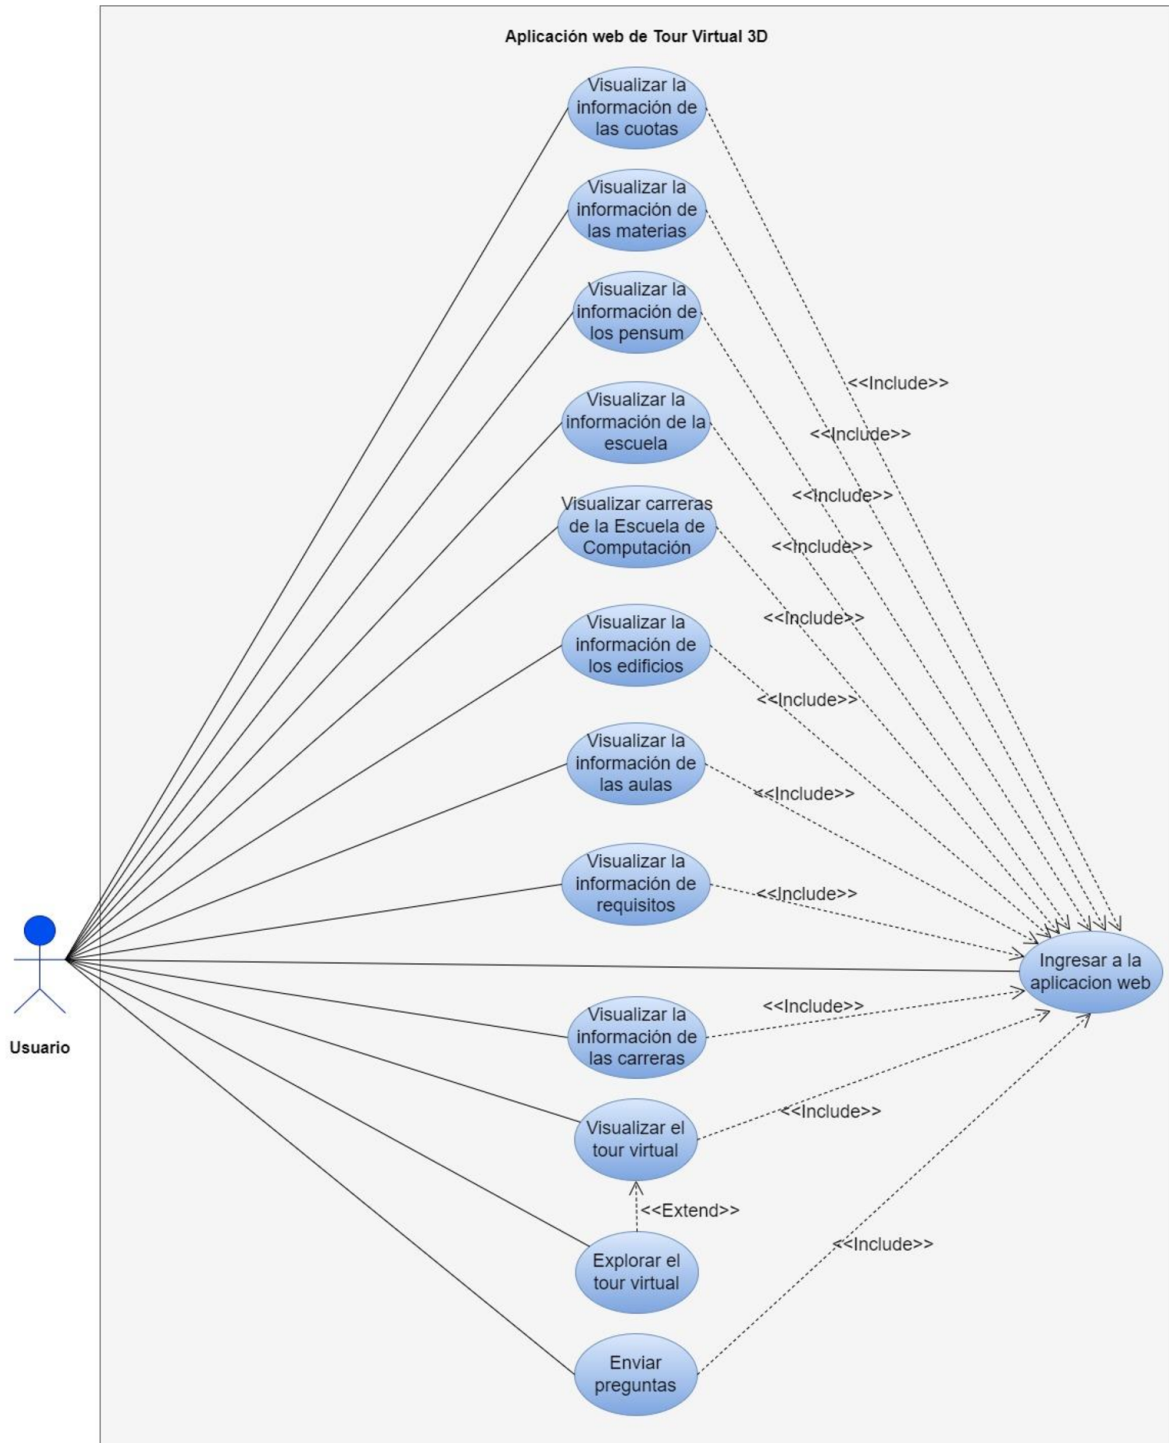 Aplicación web de Tour Virtual 3D
Visualizar la
información de
las cuotas
Visualizar la
información de
las materias
Visualizar la
información de
los pensum
<<Include>>
Visualizar la
información de la
escuela
<<Include>>
<<Include>>
Visualizar carreras
de la Escuela de
Computación
<<Include>>
<<Include>>
Visualizar la
información de
los edificios
<<Include>>
Visualizar la
información de
las aulas
<<Include>>
Visualizar la
información de
requisitos
<<Include>>
Ingresar a la
aplicacion web
Usuario
<<Include>>
Visualizar la
información de
las carreras
<<Include>>
Visualizar el
tour virtual
<<Extend>>
<<Include>>
Explorar el
tour virtual
Enviar
preguntas